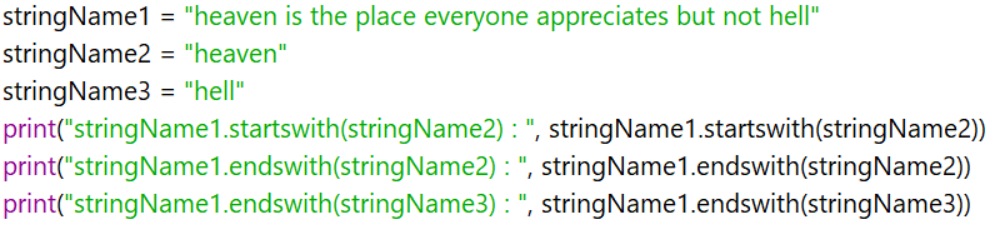 stringName1 = "heaven is the place everyone appreciates but not hell"
stringName2 = "heaven"
stringName3 = "hell"
print("stringName1.startswith(stringName2) : ", stringName1.startswith(stringName2))
print("stringName1.endswith(stringName2) : ", stringName1.endswith(stringName2))
print("stringName1.endswith(stringName3) : ", stringName1.endswith(stringName3))